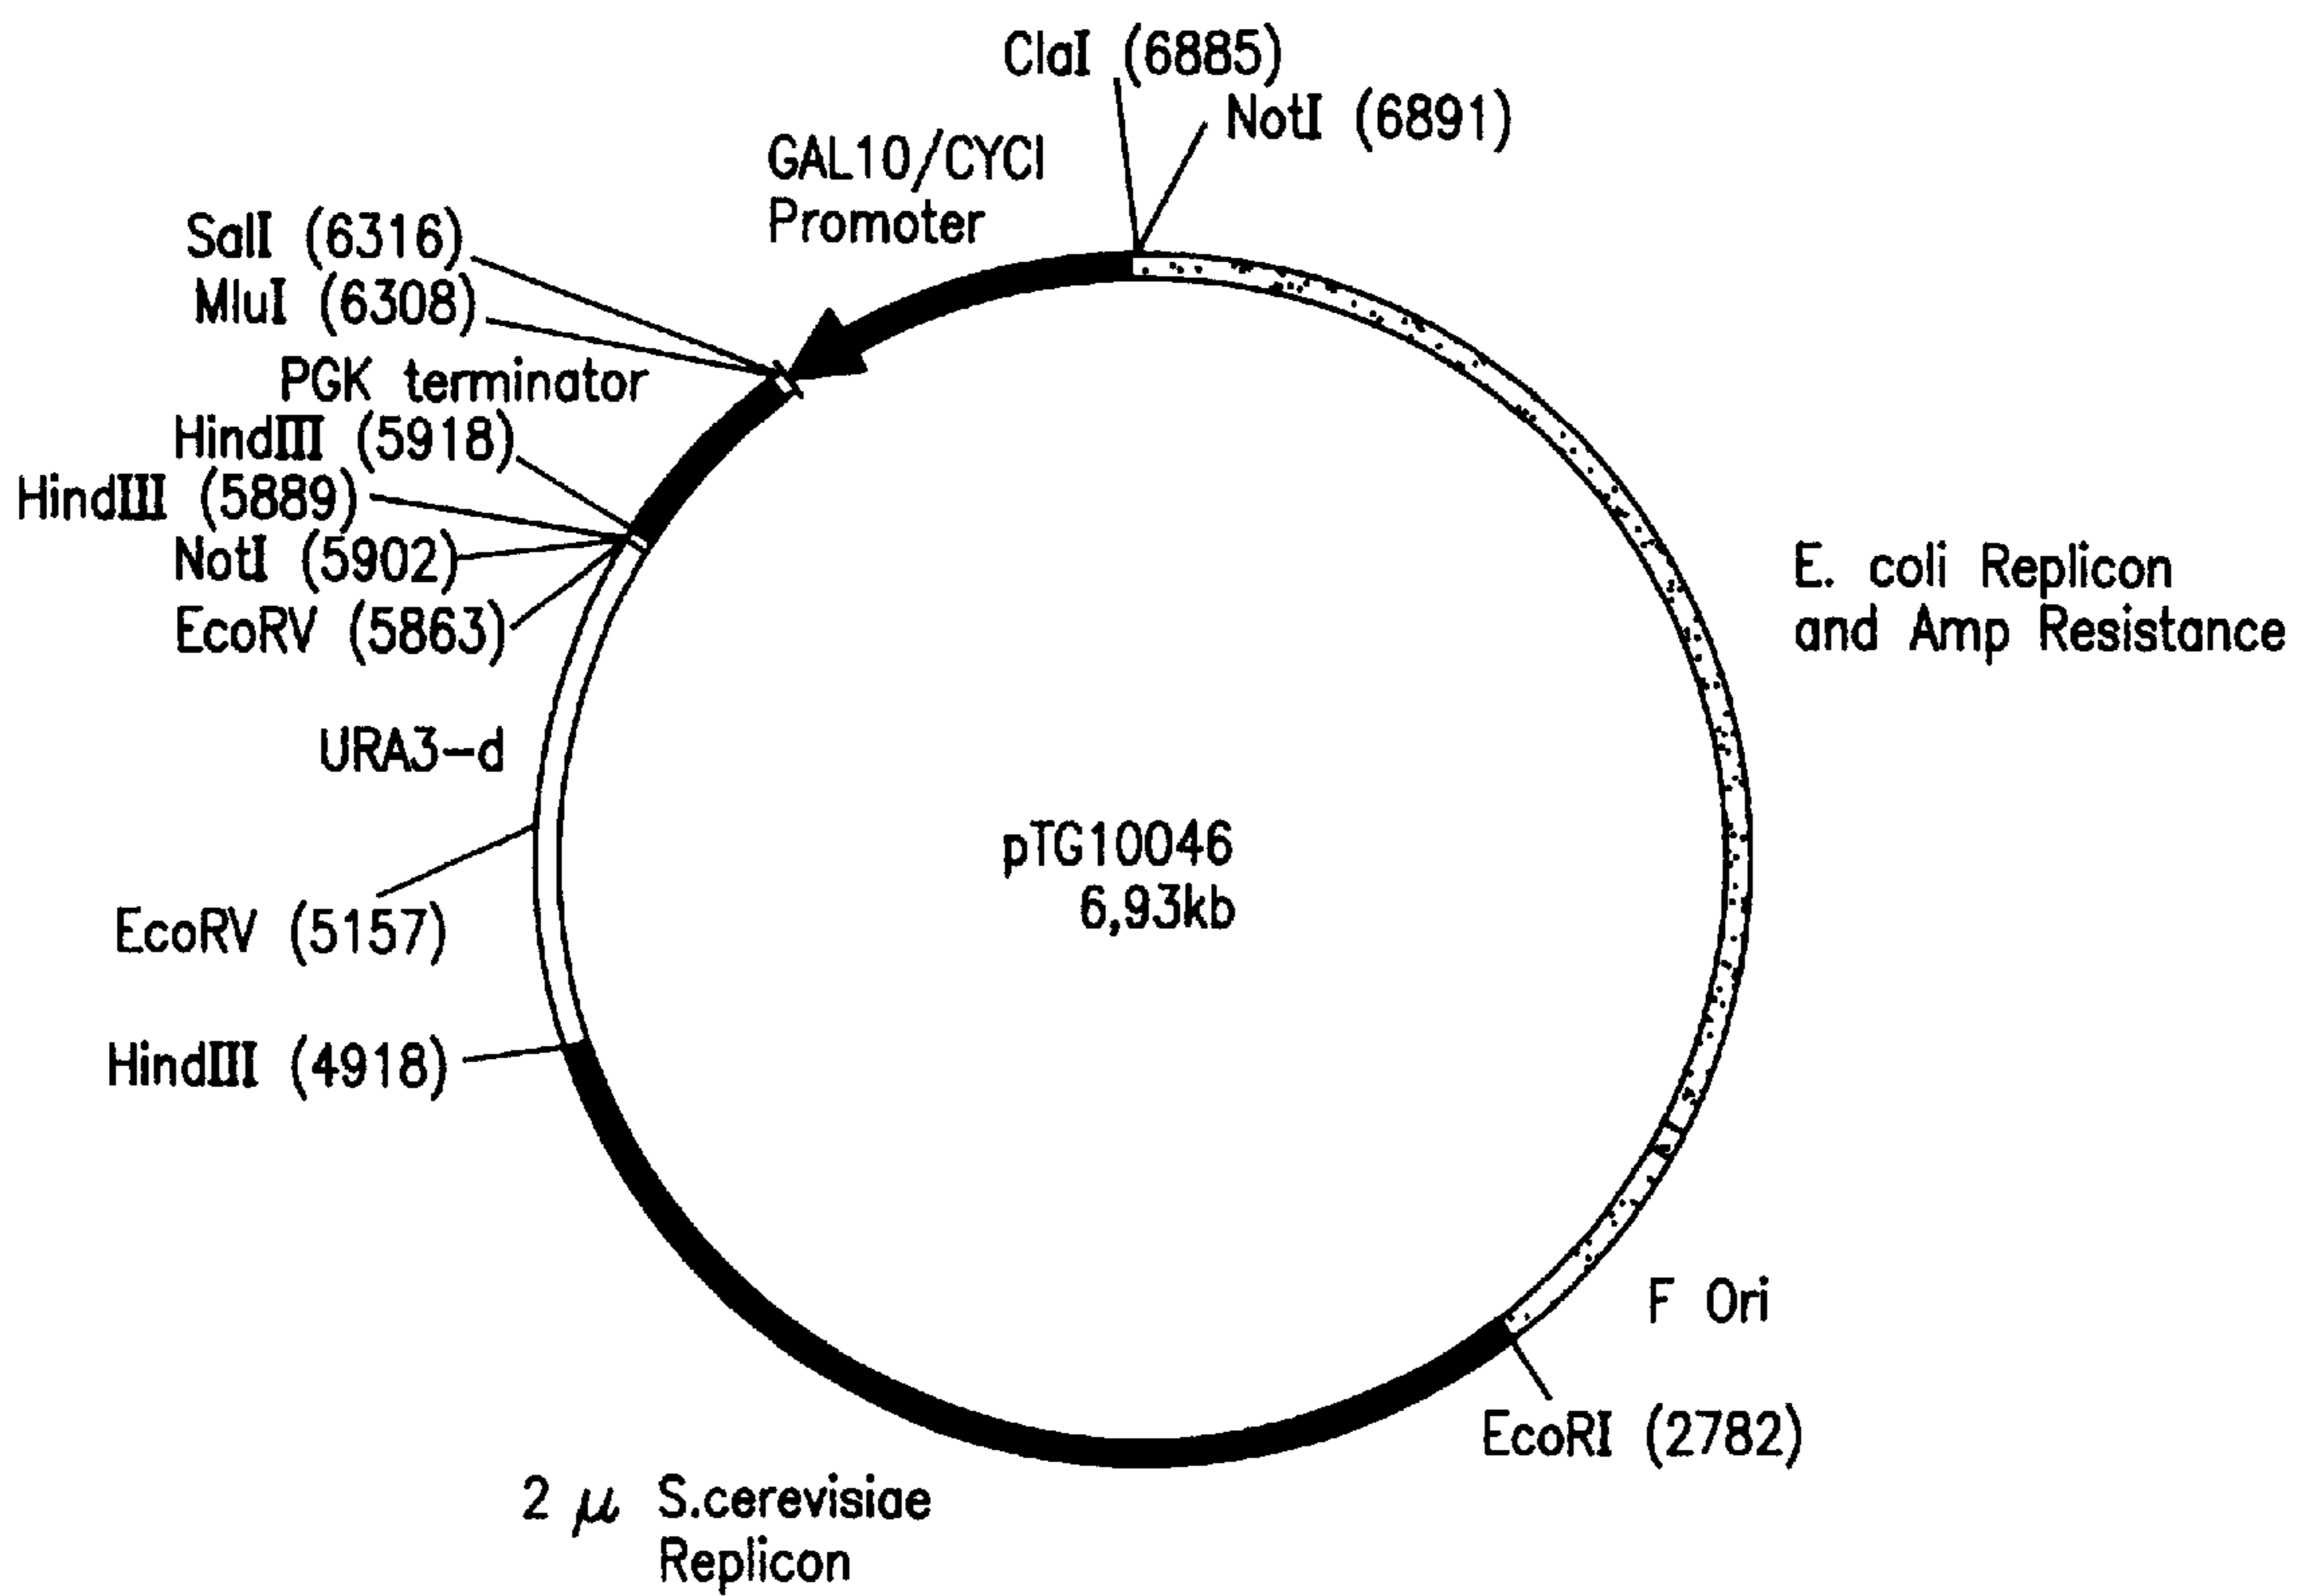 ClaI (6885)
NotI (6891)
GAL10/CYCI
Promoter
SalI (6316)
MluI (6308)
PGK terminator
HindIII (5918)
HindIII (5889)
NotI (5902)
EcoRV (5863)
E. coli Replicon
and Amp Resistance
URA3-d
pTG10046
6,93kb
EcoRV (5157)
HindIII (4918)
F Ori
EcoRI (2782)
2 μ S.cerevisiae
Replicon